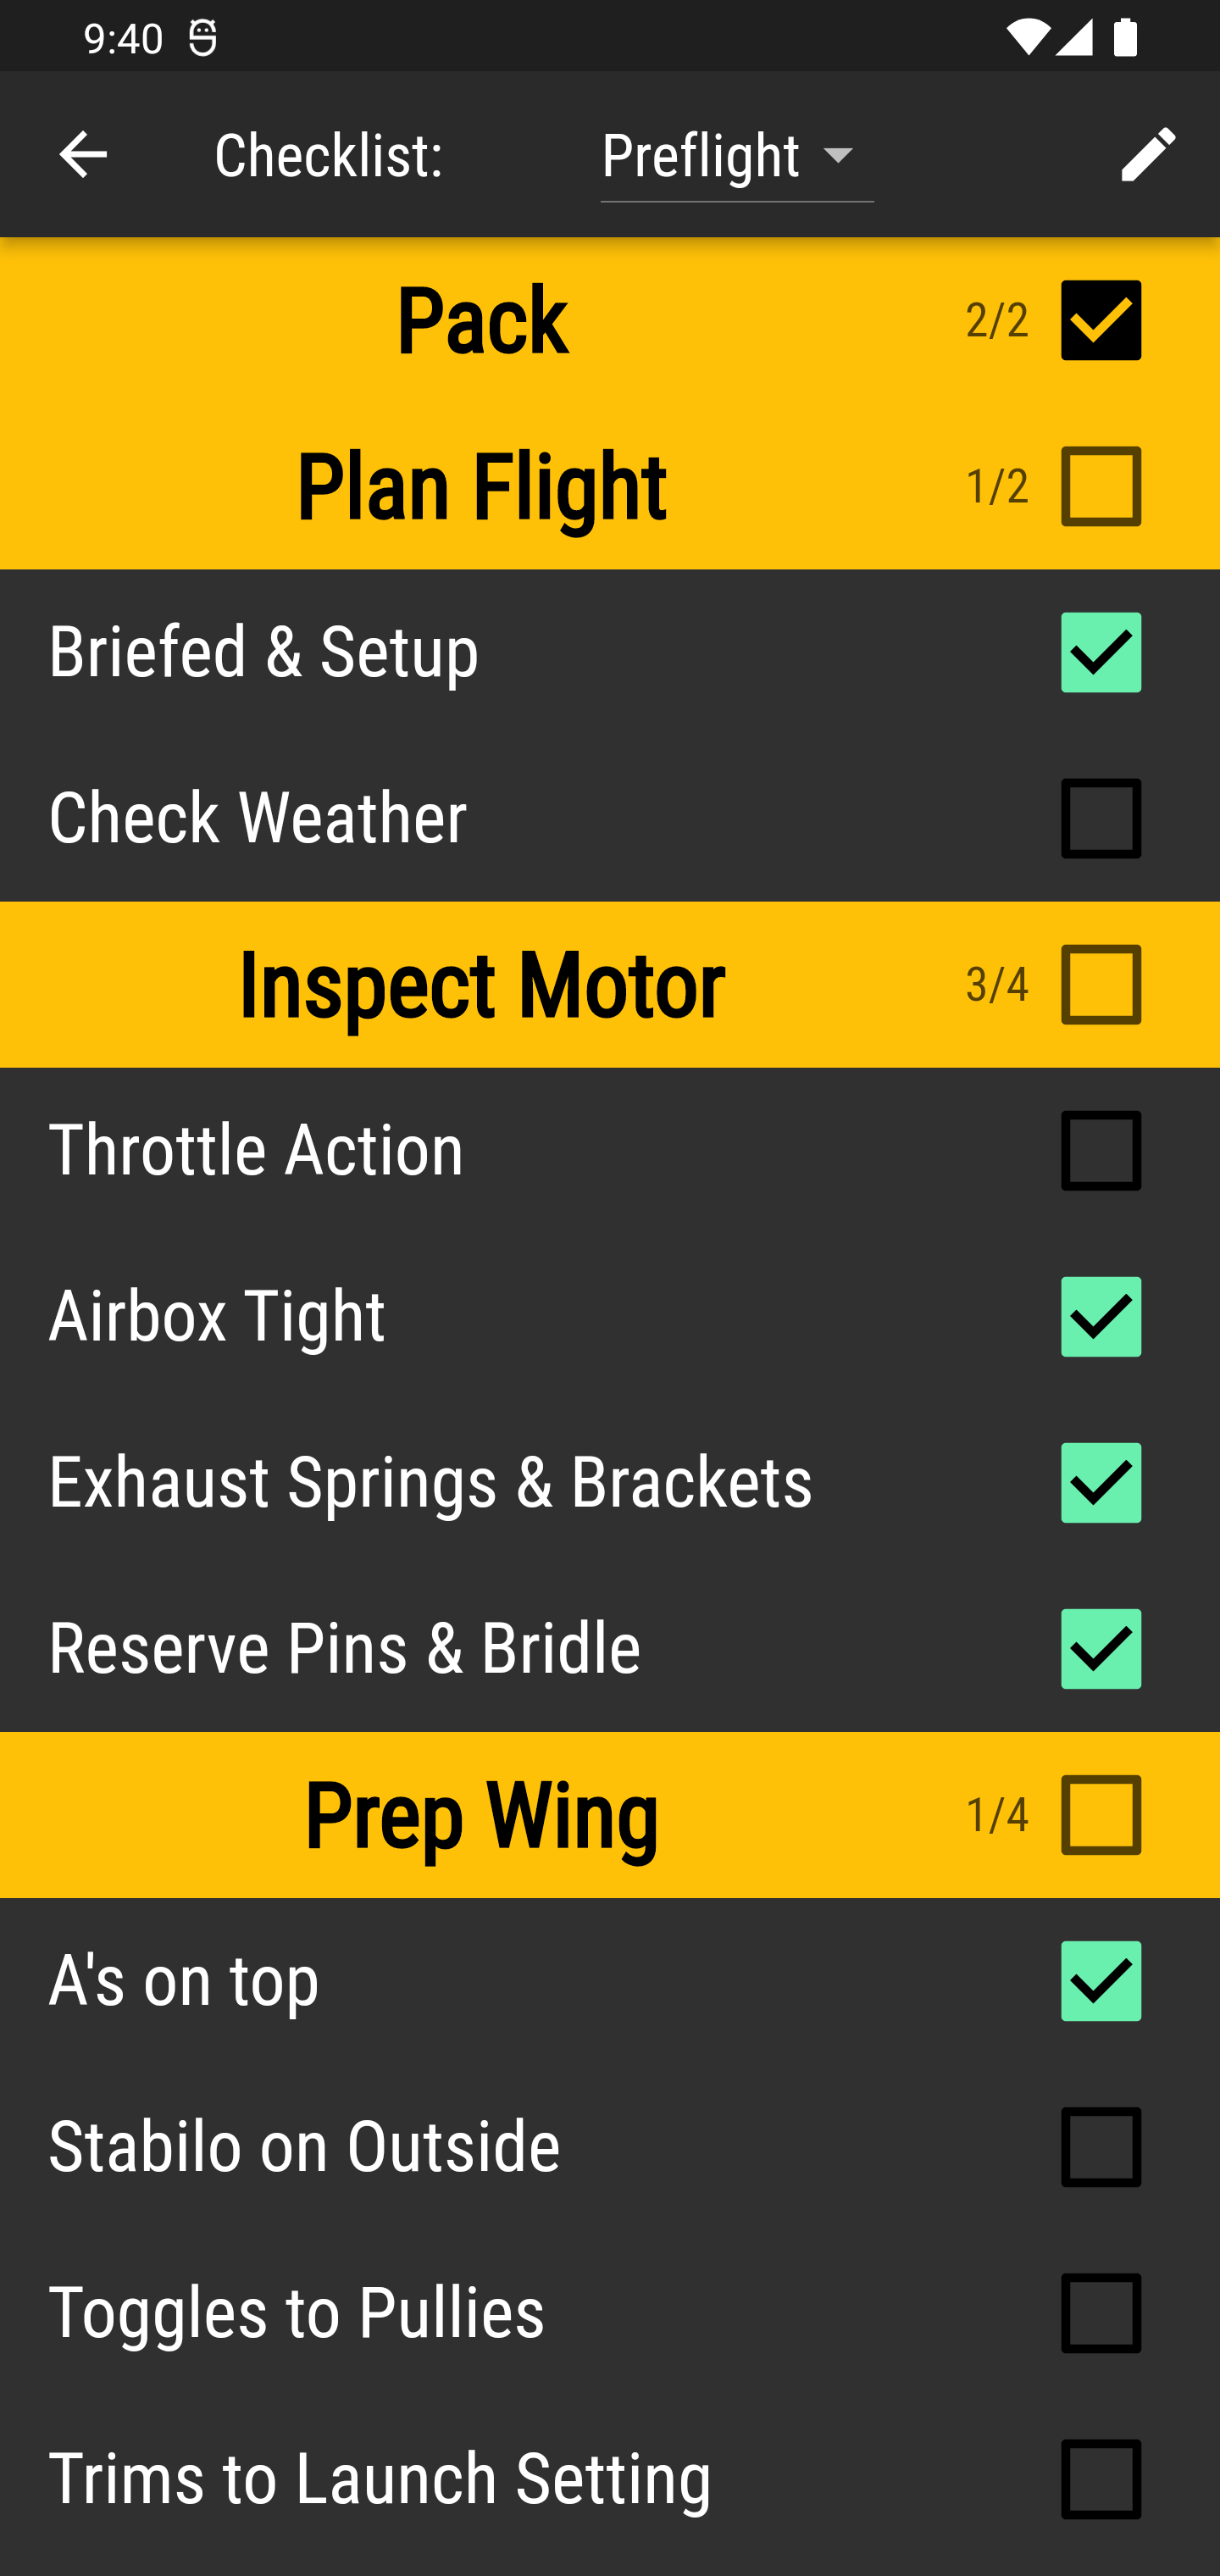 9:40
Checklist: Preflight
Pack 2/2
Plan Flight 1/2
Briefed & Setup
Check Weather
Inspect Motor 3/4
Throttle Action
Airbox Tight
Exhaust Springs & Brackets
Reserve Pins & Bridle
Prep Wing 1/4
A's on top
Stabilo on Outside
Toggles to Pullies
Trims to Launch Setting